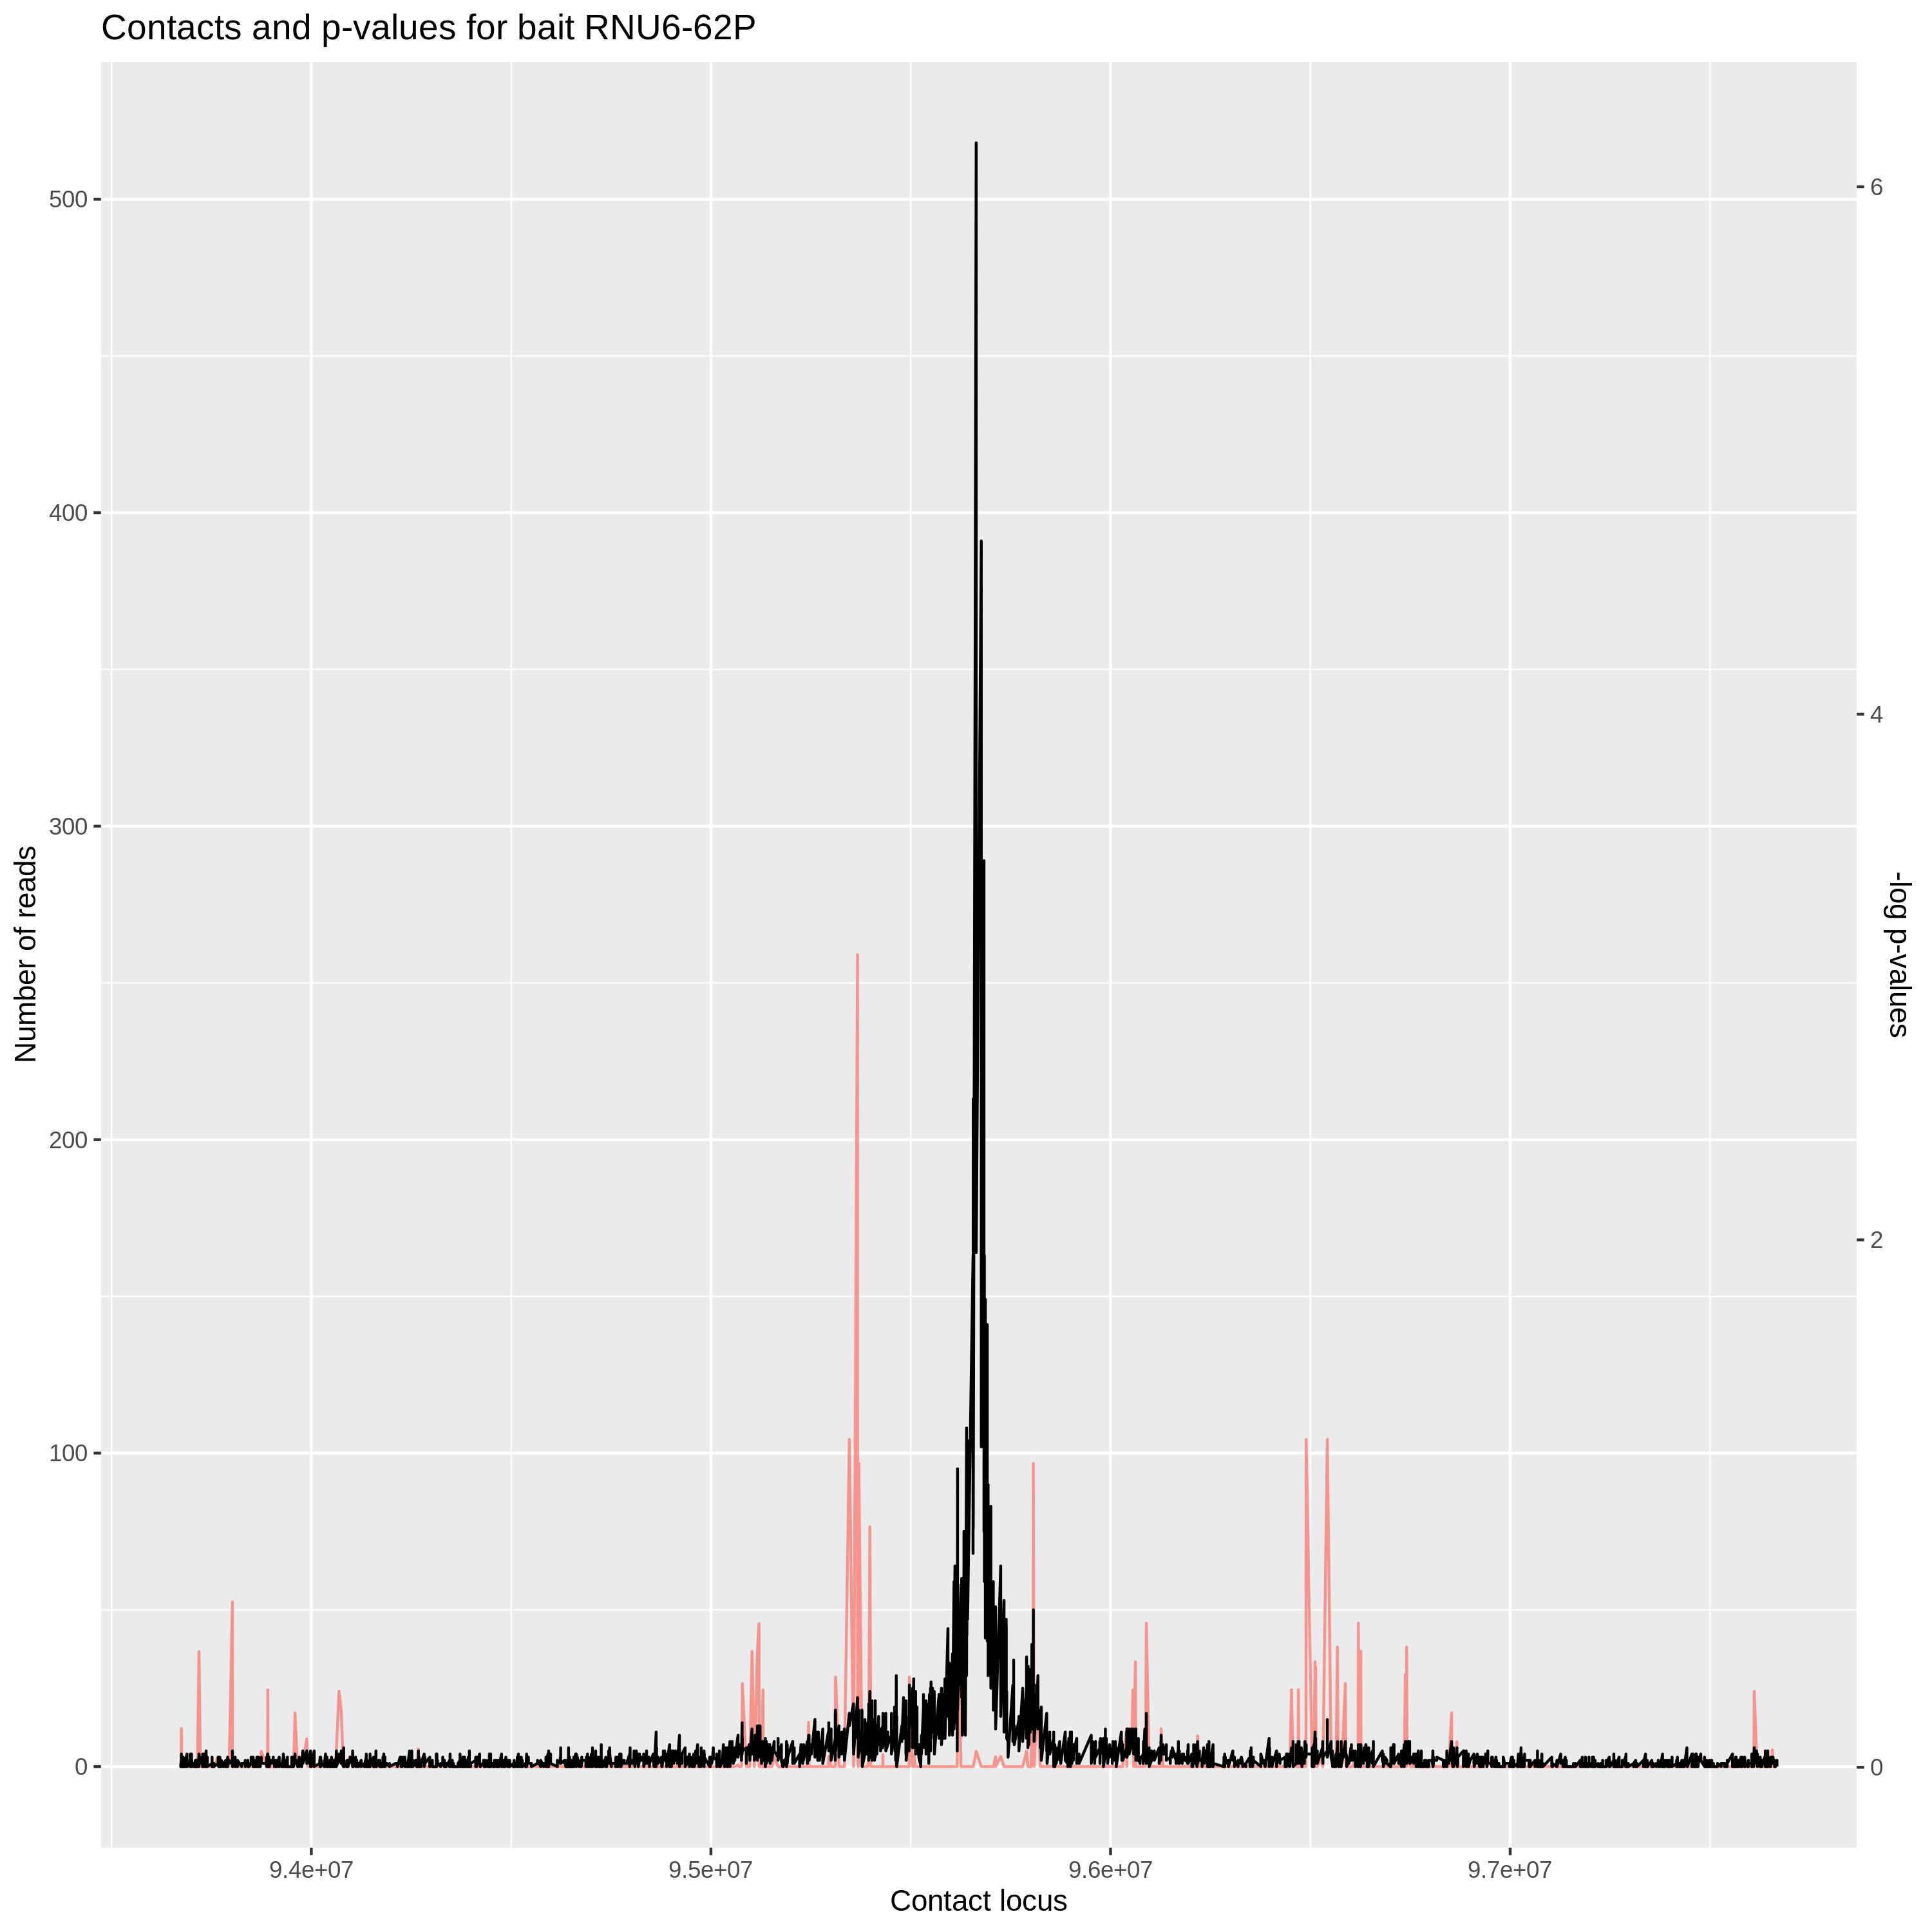 Contacts and p-values for bait RNU6-62P
500
400
300
200
100
0
Number of reads
6
4
2
0
-log p-values
9.4e+07
9.5e+07
9.6e+07
9.7e+07
Contact locus